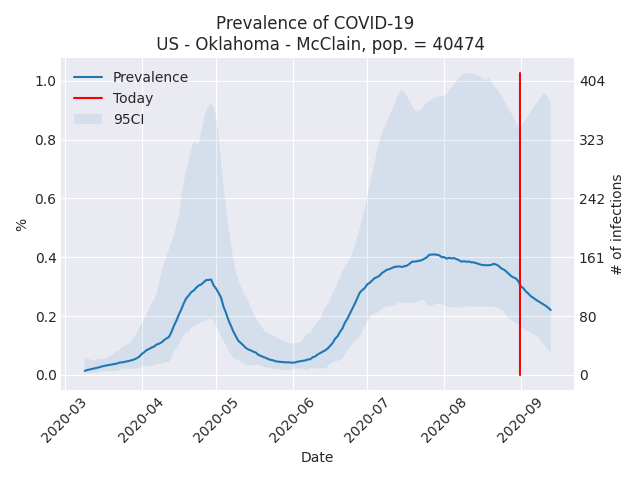 Prevalence of COVID-19
US - Oklahoma - McClain, pop. = 40474
Prevalence
Today
95CI
1.0
0.8
0.6
0.4
0.2
0.0
%
404
323
242
161
80
0
# of infections
2020-03
2020-04
2020-05
2020-06
2020-07
2020-08
2020-09
Date